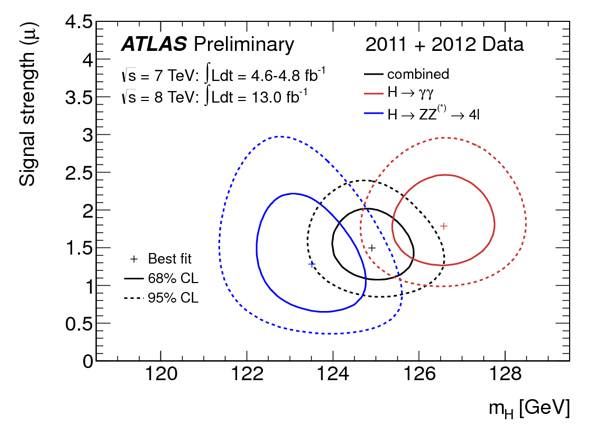 ATLAS Preliminary
2011 + 2012 Data
√s = 7 TeV: ∫Ldt = 4.6-4.8 fb⁻¹
√s = 8 TeV: ∫Ldt = 13.0 fb⁻¹
combined
H → γγ
H → ZZ⁽*⁾ → 4l
+ Best fit
68% CL
95% CL
Signal strength (μ)
4.5
4
3.5
3
2.5
2
1.5
1
0.5
0
120 122 124 126 128
m_H [GeV]